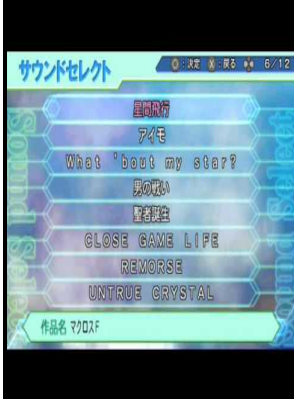 サウンドセレクト
◎:決定 ⊗:戻る 6/12
星間飛行
アイモ
What 'bout my star?
男の戦い
聖者誕生
CLOSE GAME LIFE
REMORSE
UNTRUE CRYSTAL
作品名 マクロスF
Sound Select